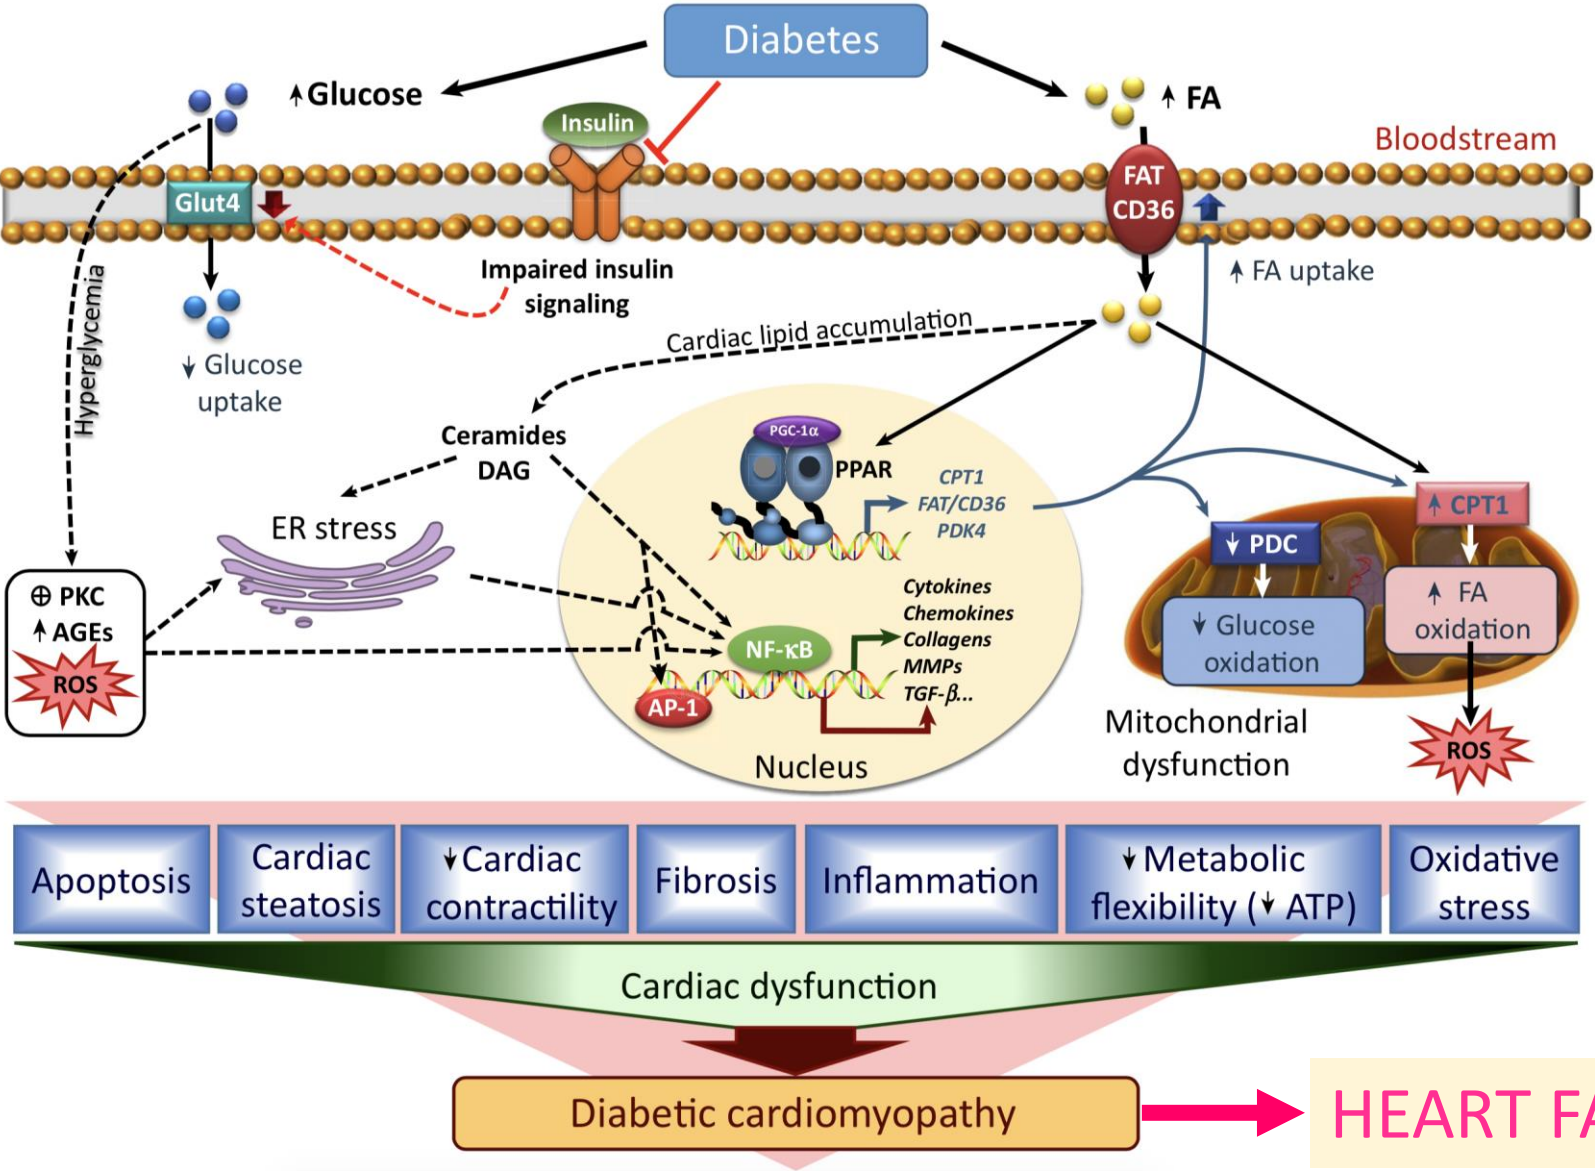 Diabetes
↑Glucose
↑ FA
Insulin
Bloodstream
FAT
CD36
Glut4
Impaired insulin
signaling
↑ FA uptake
Hyperglycemia
↓ Glucose
uptake
Cardiac lipid accumulation
Ceramides
DAG
PGC-1α
PPAR
CPT1
FAT/CD36
PDK4
ER stress
↑ CPT1
↓ PDC
⊕ PKC
↑ AGEs
ROS
Cytokines
Chemokines
Collagens
MMPs
TGF-β...
NF-κB
AP-1
Nucleus
↓ Glucose
oxidation
↑ FA
oxidation
Mitochondrial
dysfunction
ROS
Apoptosis
Cardiac
steatosis
↓Cardiac
contractility
Fibrosis
Inflammation
↓ Metabolic
flexibility (↓ ATP)
Oxidative
stress
Cardiac dysfunction
Diabetic cardiomyopathy
HEART